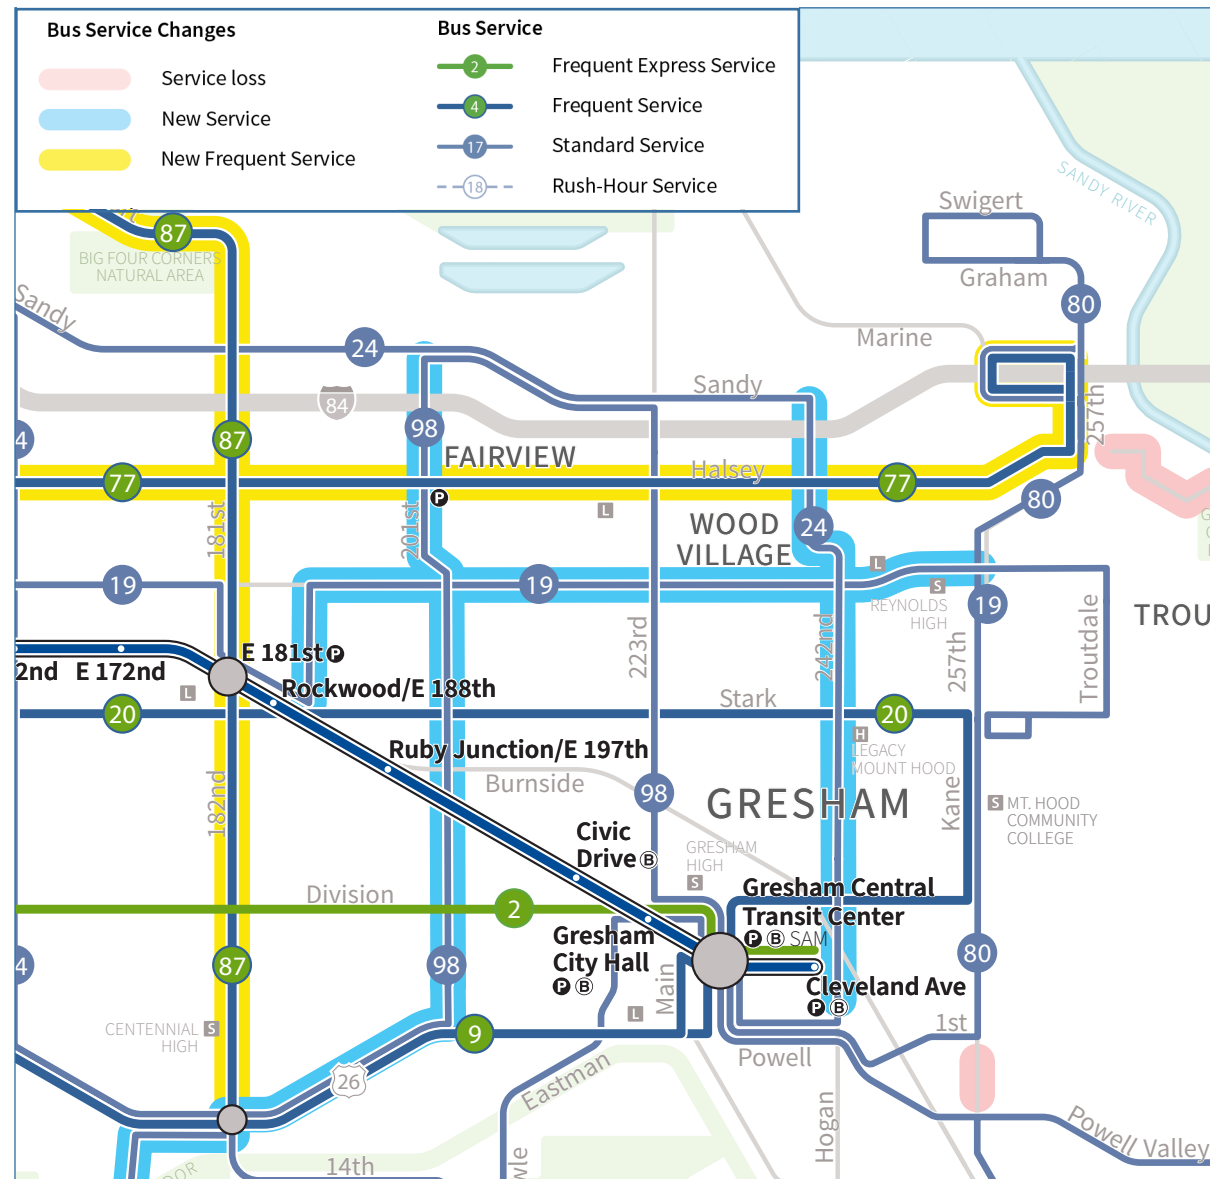 Bus Service Changes
Service loss
New Service
New Frequent Service
Bus Service
2
Frequent Express Service
4
Frequent Service
17
Standard Service
18
Rush-Hour Service
SANDY RIVER
87
BIG FOUR CORNERS
NATURAL AREA
Swigert
Graham
80
Sandy
24
Marine
84
Sandy
257th
4
87
98
FAIRVIEW
77
Halsey
77
P
80
181st
201st
L
WOOD
VILLAGE
24
19
19
L
S
REYNOLDS
HIGH
19
TROU
223rd
242nd
257th
Troutdale
2nd
E 172nd
E 181st P
L
Rockwood/E 188th
20
Stark
20
H
LEGACY
MOUNT HOOD
Ruby Junction/E 197th
Burnside
182nd
98
GRESHAM
Kane
S
MT. HOOD
COMMUNITY
COLLEGE
Civic
Drive B
GRESHAM
HIGH
S
Division
2
Gresham Central
Transit Center
P B SAM
Gresham
City Hall
P B
4
87
98
Main
80
Cleveland Ave
P B
L
1st
CENTENNIAL
HIGH
S
9
Powell
26
Eastman
Hogan
Powell Valley
14th
wle
DOR